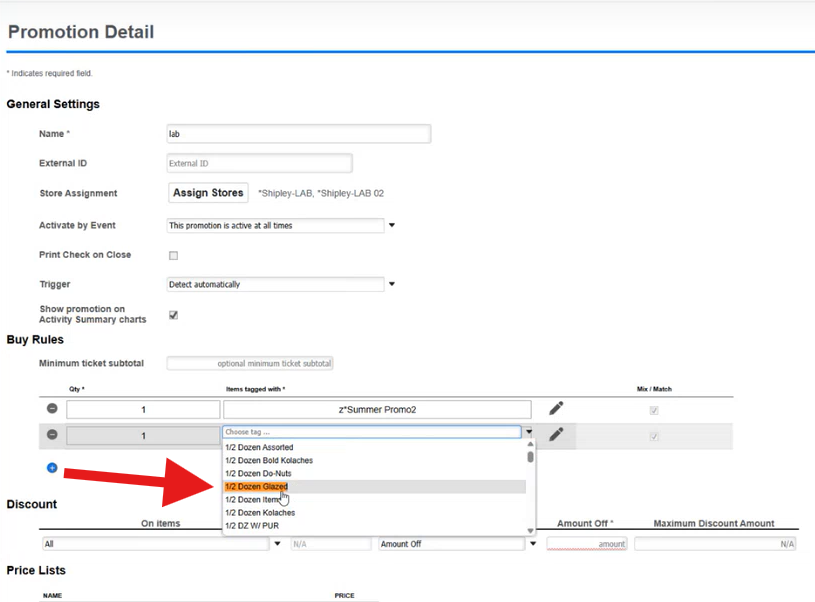 Promotion Detail
* Indicates required field.
General Settings
Name * lab
External ID External ID
Store Assignment Assign Stores *Shipley-LAB, *Shipley-LAB 02
Activate by Event This promotion is active at all times
Print Check on Close
Trigger Detect automatically
Show promotion on
Activity Summary charts
Buy Rules
Minimum ticket subtotal optional minimum ticket subtotal
Qty * Items tagged with * Mix / Match
1 z*Summer Promo2
1 Choose tag ...
1/2 Dozen Assorted
1/2 Dozen Bold Kolaches
1/2 Dozen Do-Nuts
1/2 Dozen Glazed
1/2 Dozen Items
1/2 Dozen Kolaches
1/2 DZ W/ PUR
Discount
On items Amount Off * Maximum Discount Amount
All N/A Amount Off amount N/A
Price Lists
NAME PRICE